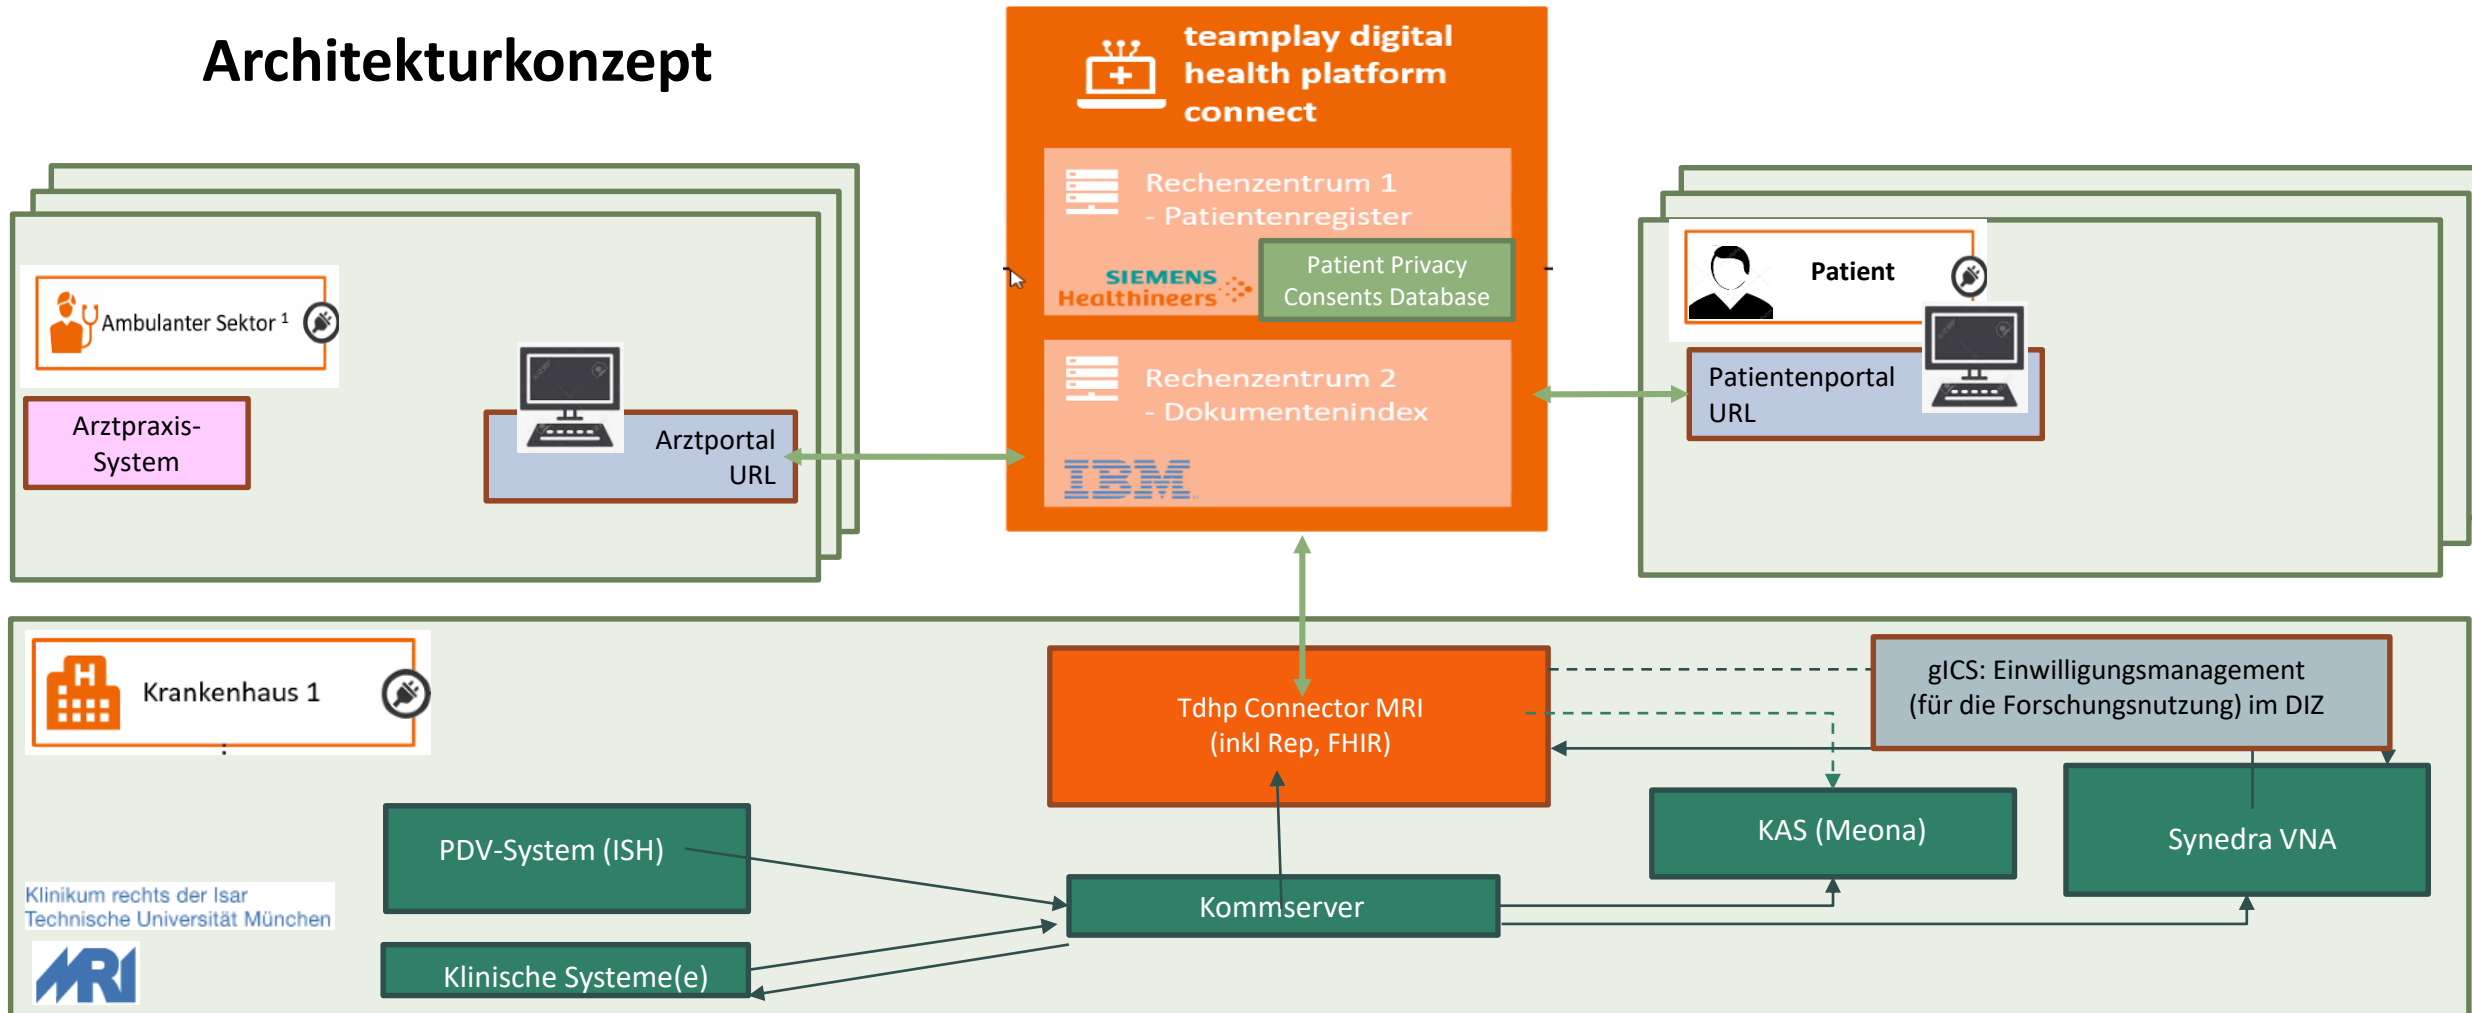 Architekturkonzept
teamplay digital
health platform
connect
Rechenzentrum 1
- Patientenregister
SIEMENS
Healthineers
Patient Privacy
Consents Database
Rechenzentrum 2
- Dokumentenindex
IBM
Ambulanter Sektor 1
Arztpraxis-
System
Arztportal
URL
Patient
Patientenportal
URL
Krankenhaus 1
Tdhp Connector MRI
(inkl Rep, FHIR)
gICS: Einwilligungsmanagement
(für die Forschungsnutzung) im DIZ
PDV-System (ISH)
KAS (Meona)
Synedra VNA
Kommserver
Klinische Systeme(e)
Klinikum rechts der Isar
Technische Universität München
MRI